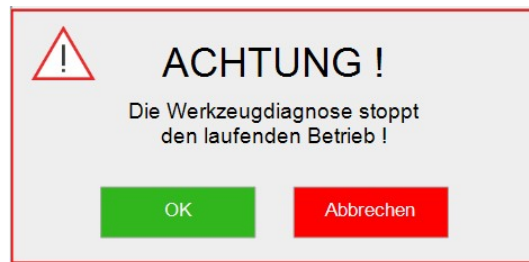 ACHTUNG !
Die Werkzeugdiagnose stoppt
den laufenden Betrieb !
OK
Abbrechen